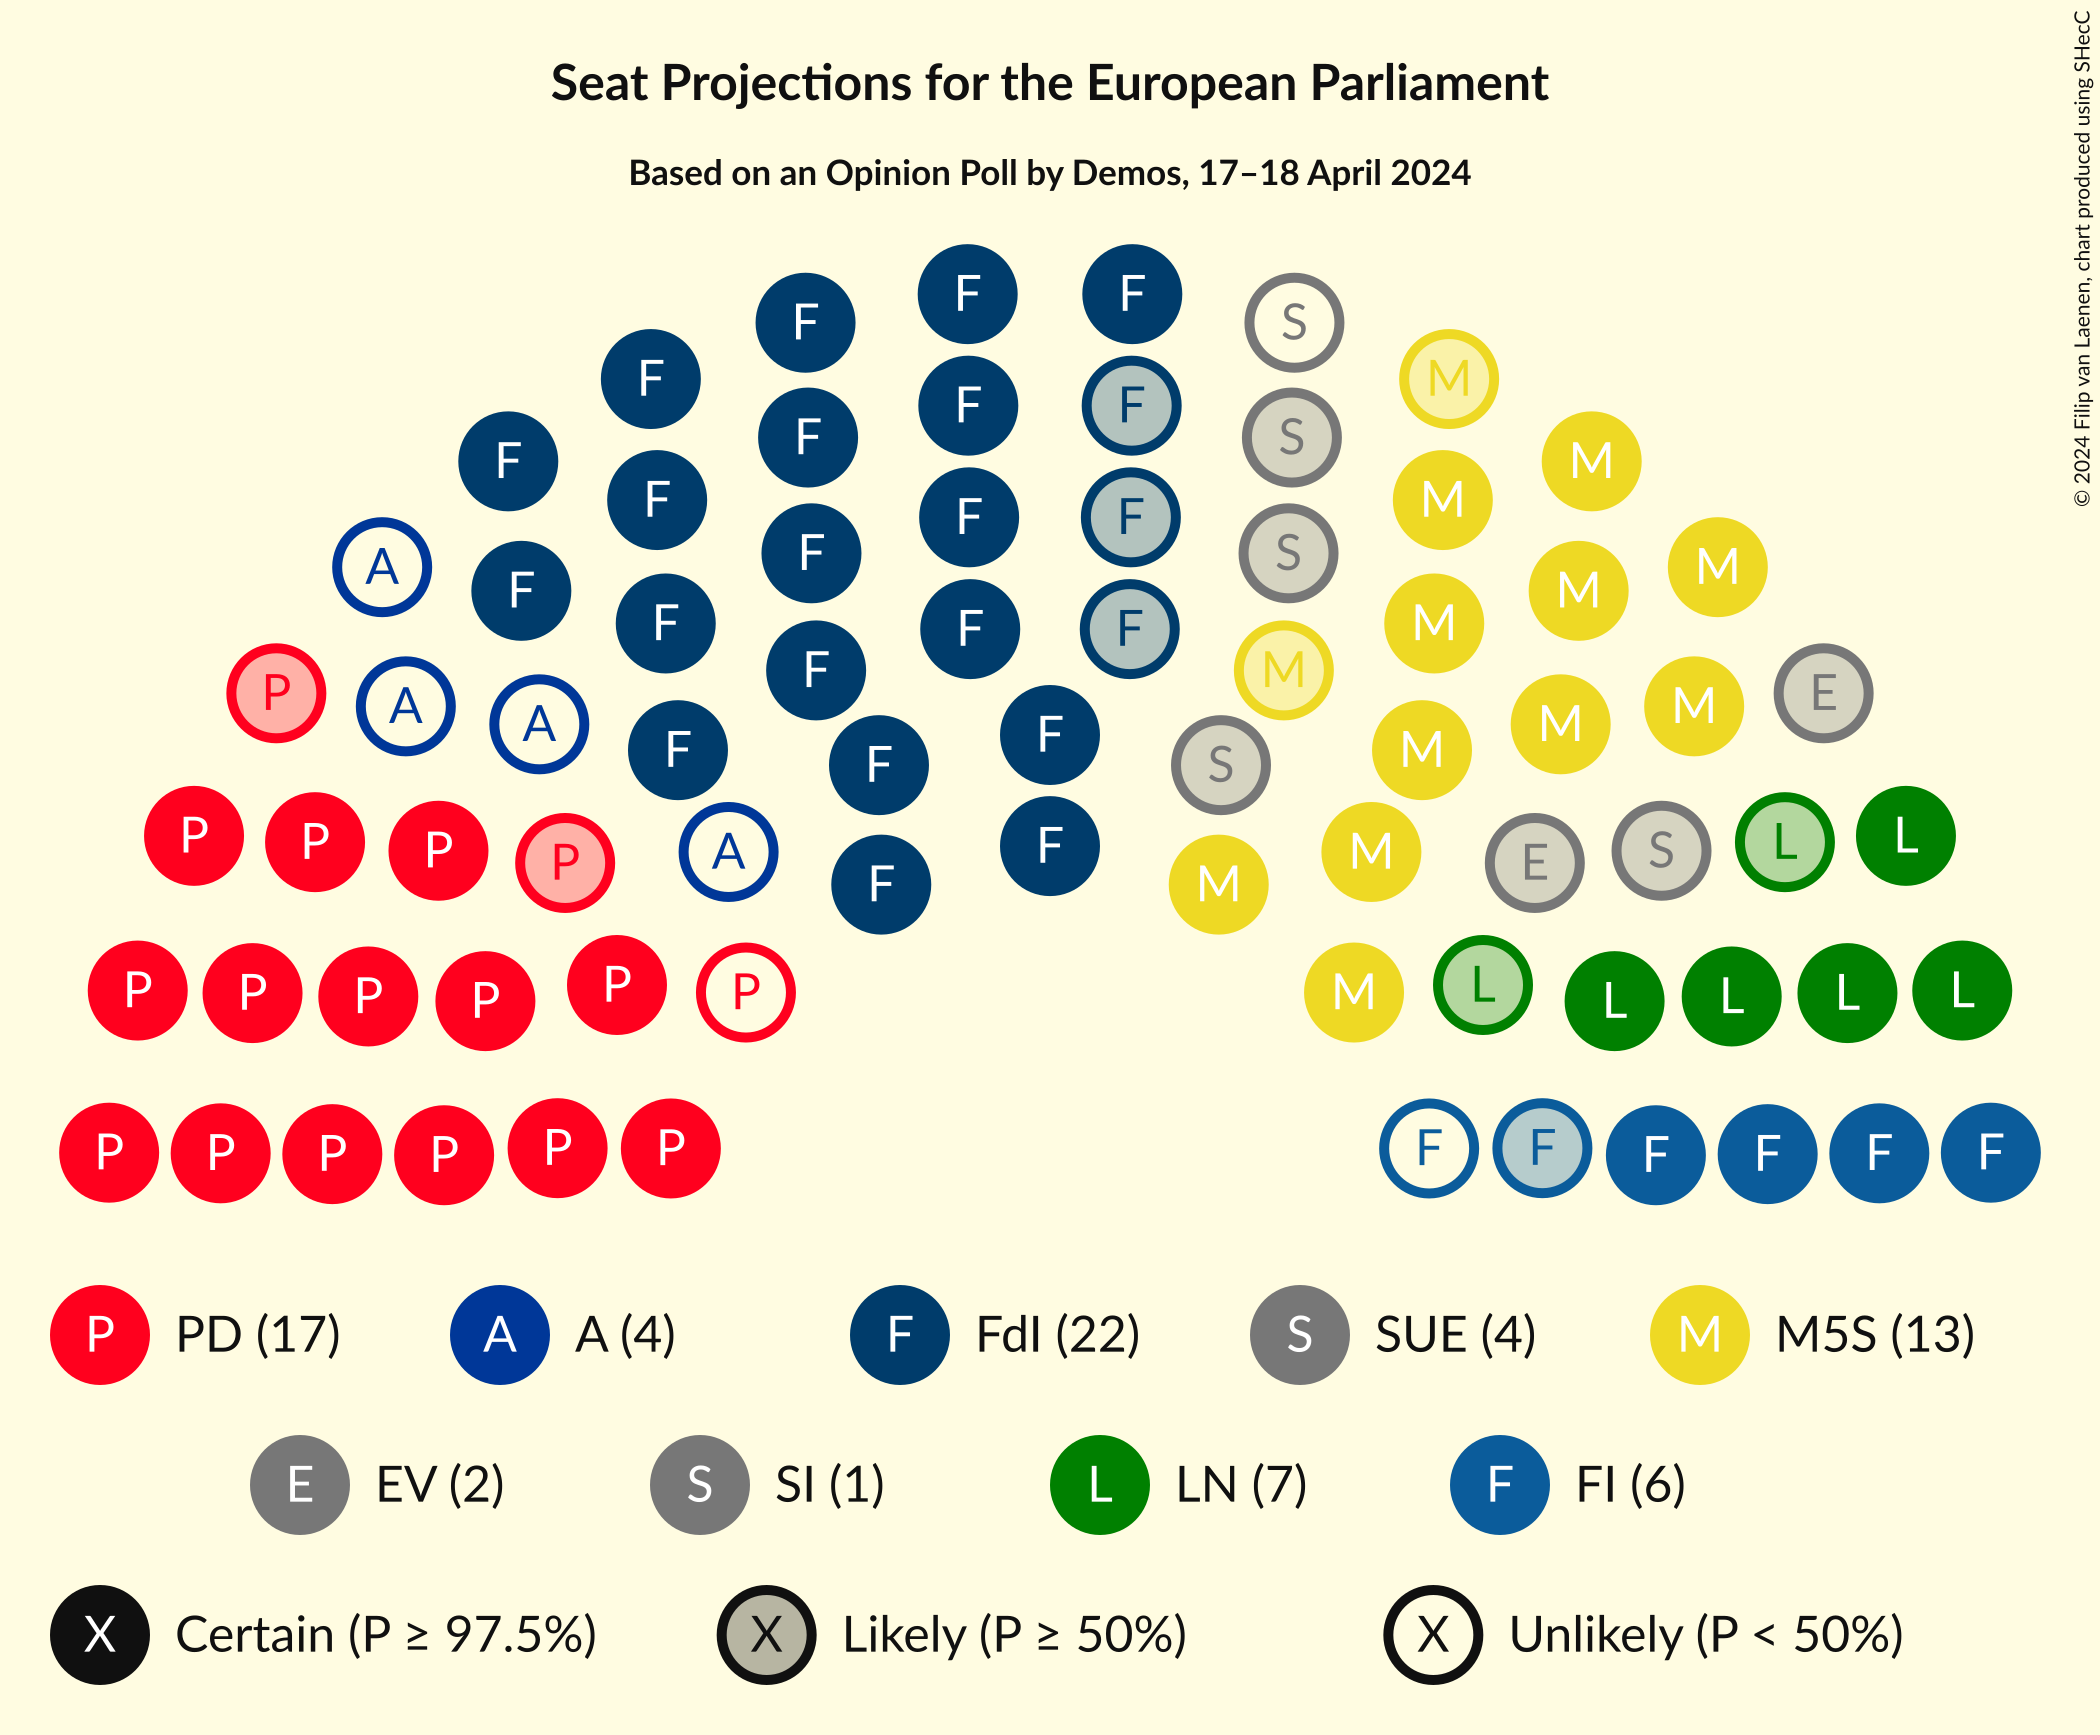 Seat Projections for the European Parliament
Based on an Opinion Poll by Demos, 17–18 April 2024
© 2024 Filip van Laenen, chart produced using SHecC
F F
F S
F M
F F
F S
F M
F M
F F
F S
A M
F M
F M
F F
P E
A M
A M
F M
F S
F
P L
P L
P S
P E
A M
F M
F
P L
P L
P L
P L
P L
P M
P F
P F
P F
P F
P F
P F
P PD (17) A A (4) F FdI (22) S SUE (4) M M5S (13)
E EV (2) S SI (1) L LN (7) F FI (6)
X Certain (P ≥ 97.5%) X Likely (P ≥ 50%) X Unlikely (P < 50%)